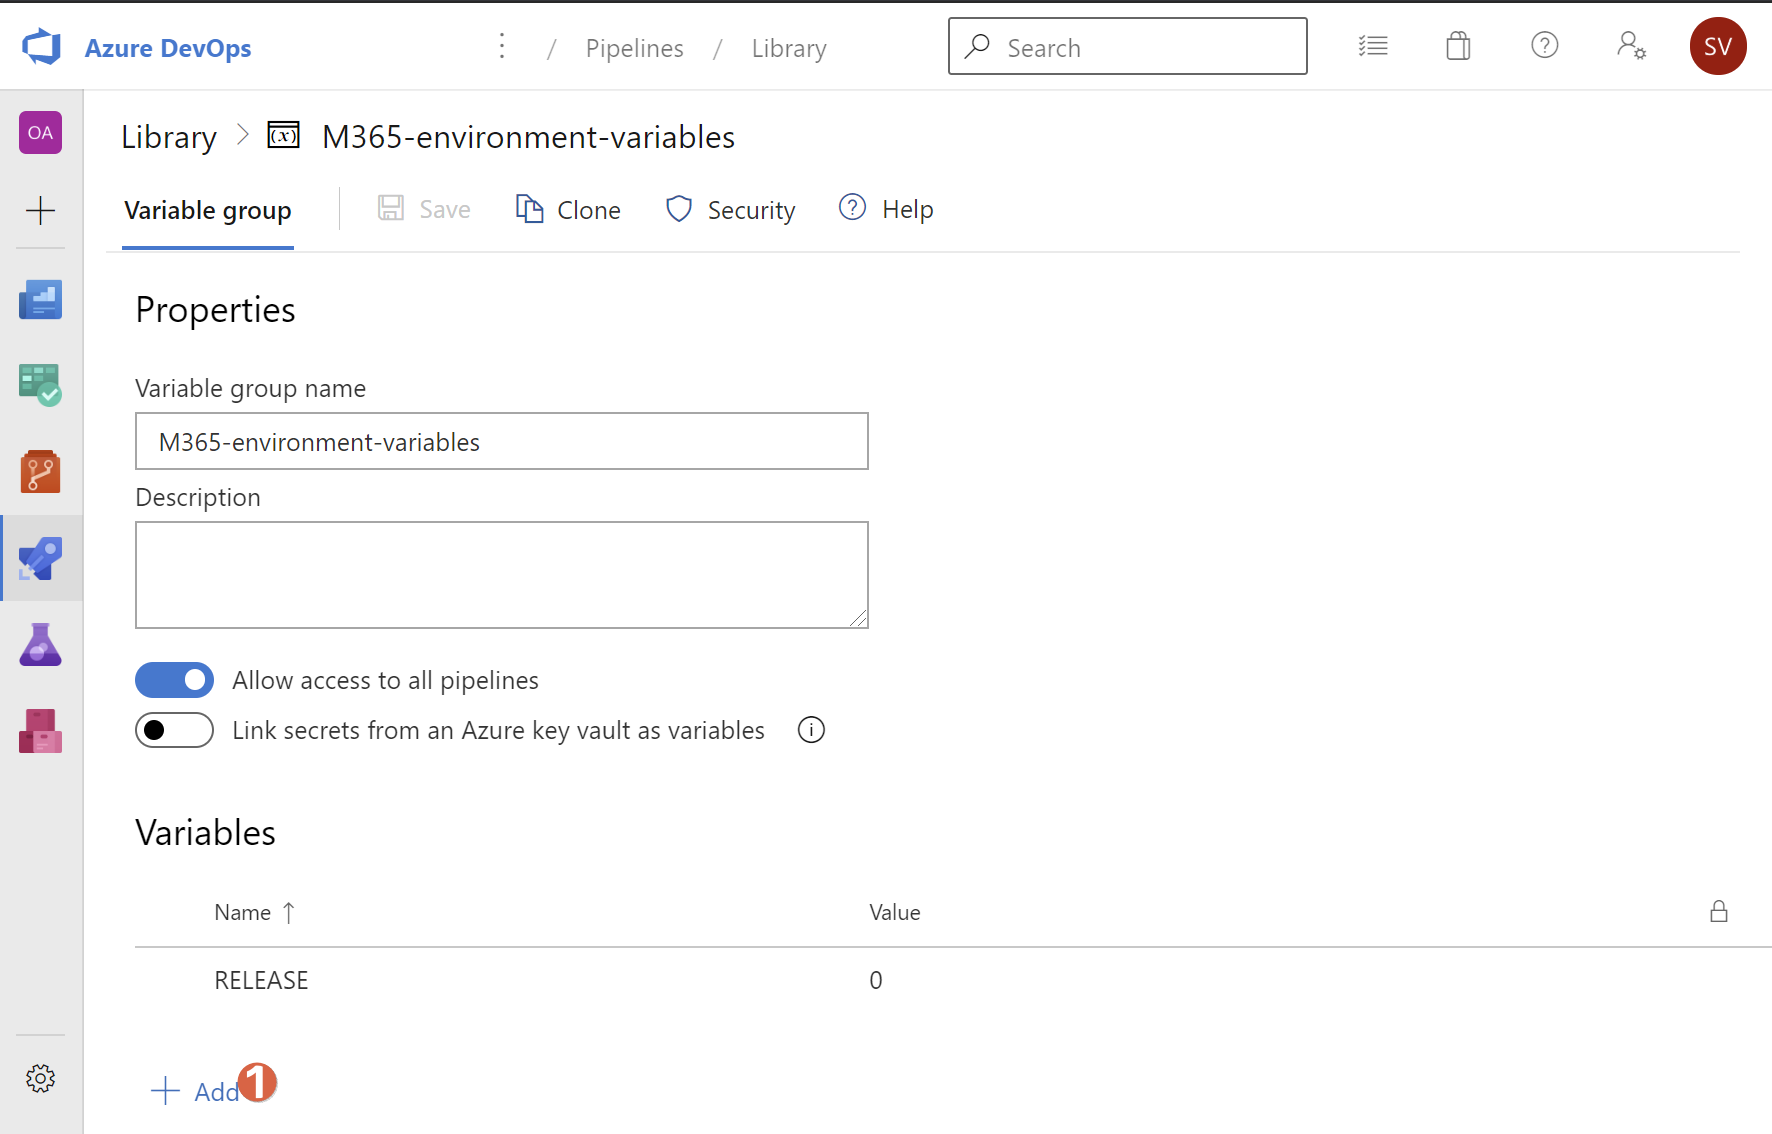 Azure DevOps / Pipelines / Library Search SV
OA
Library > (x) M365-environment-variables
Variable group Save Clone Security Help
Properties
Variable group name
M365-environment-variables
Description
Allow access to all pipelines
Link secrets from an Azure key vault as variables
Variables
Name ↑ Value
RELEASE 0
+ Add 1